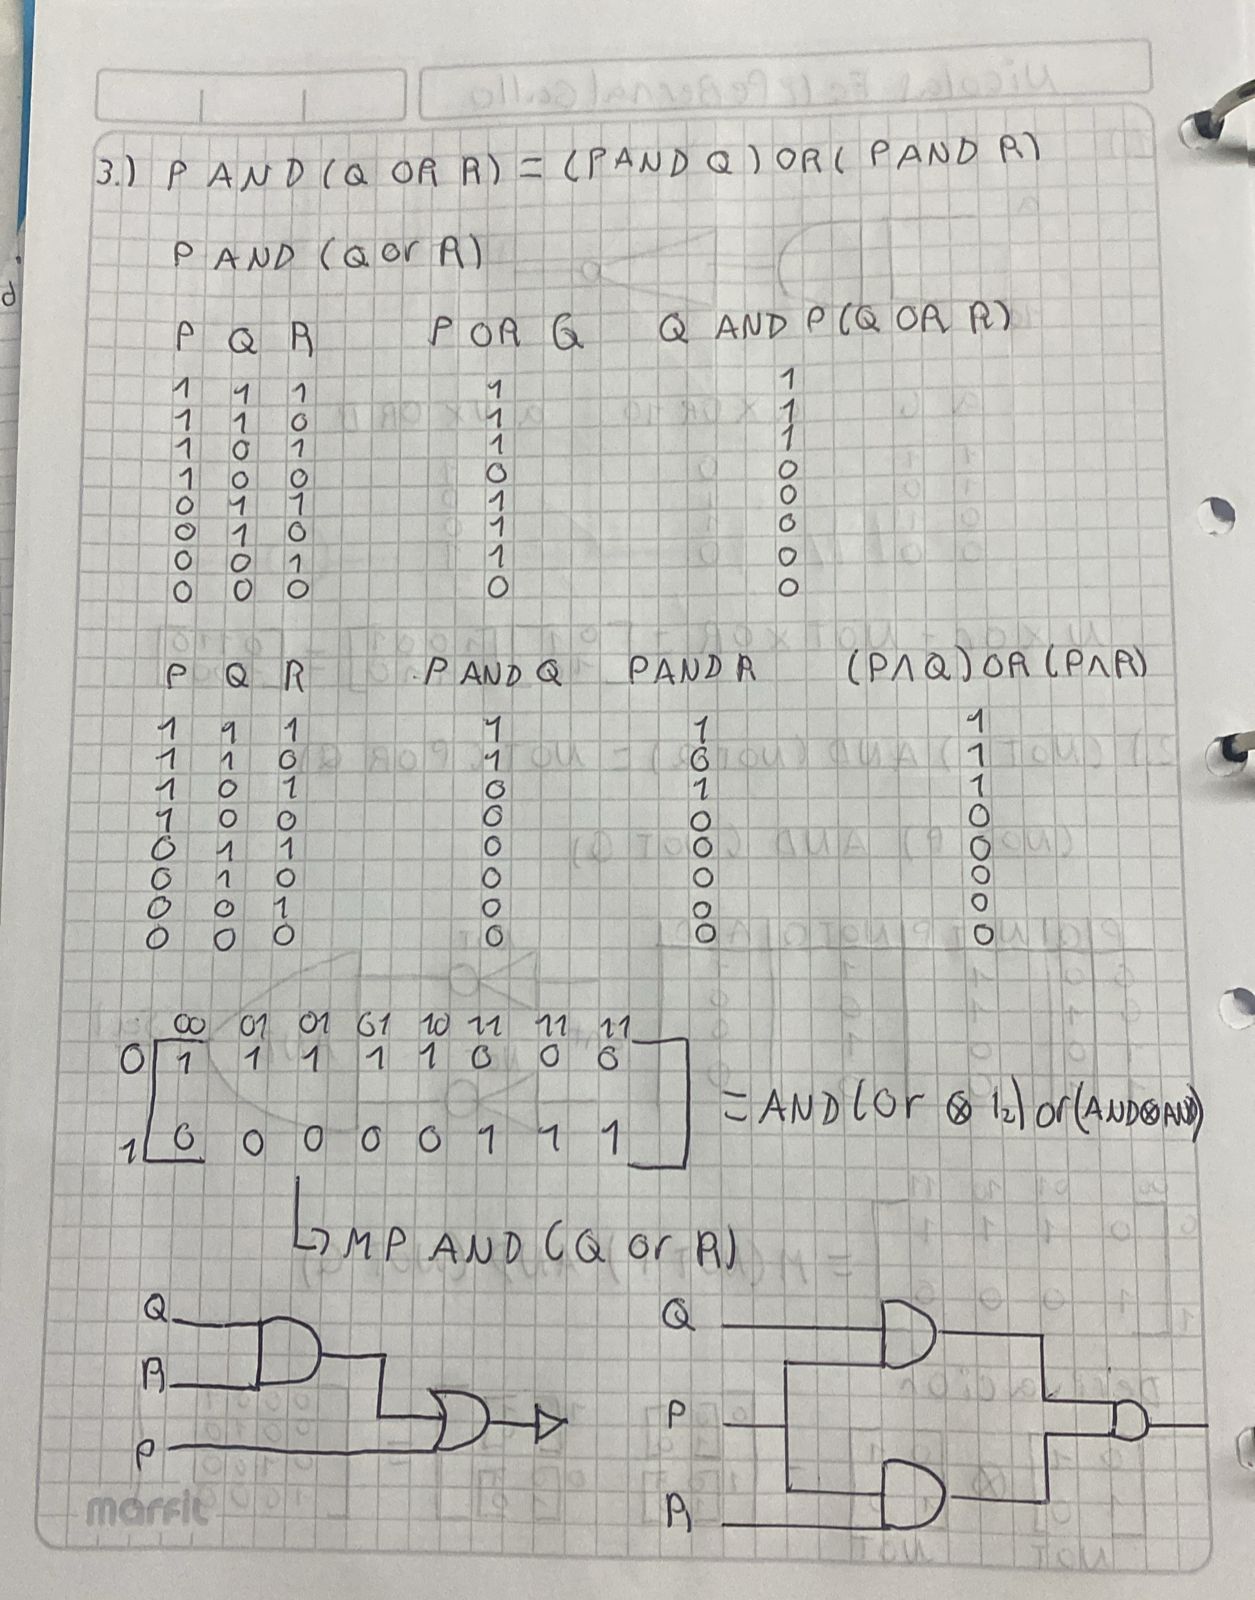 3.) P AND (Q OR R) = (P AND Q) OR ( P AND R)
P AND (Q or R)
P Q R P OR Q Q AND P(Q OR R)
1 1 1 1 1
1 1 0 1 1
1 0 1 1 1
1 0 0 0 0
0 1 1 1 0
0 1 0 1 0
0 0 1 1 0
0 0 0 0 0
P Q R P AND Q P AND R (P∧Q) OR (P∧R)
1 1 1 1 1 1
1 1 0 1 0 1
1 0 1 0 1 1
1 0 0 0 0 0
0 1 1 0 0 0
0 1 0 0 0 0
0 0 1 0 0 0
0 0 0 0 0 0
00 01 01 01 10 11 11 11
0 1 1 1 1 1 0 0 0
= AND (or ⊗ I₂) or (AND⊗AND)
1 0 0 0 0 0 1 1 1
↳ M P AND (Q or R)
Q
R
P
Q
P
R
marfil